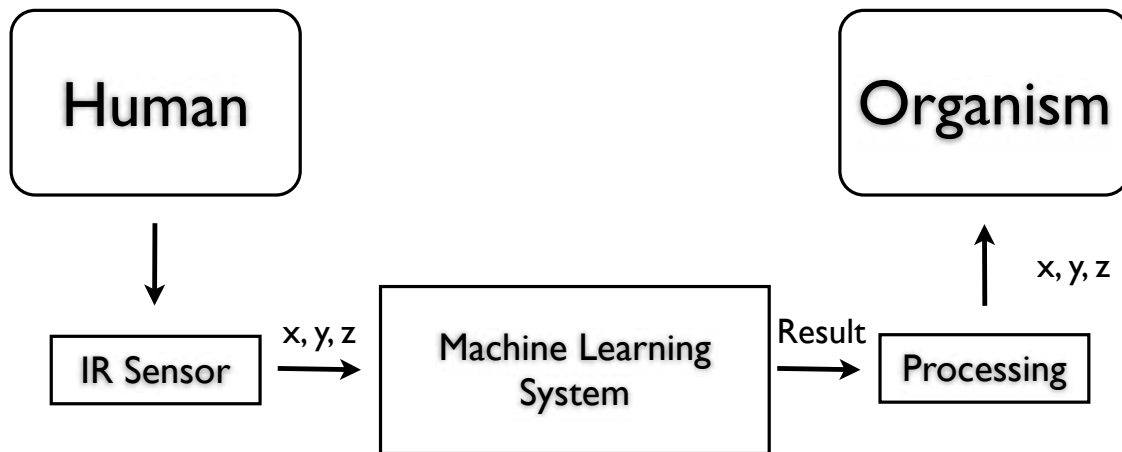 Human
Organism
x, y, z
x, y, z
Result
IR Sensor
Machine Learning
System
Processing